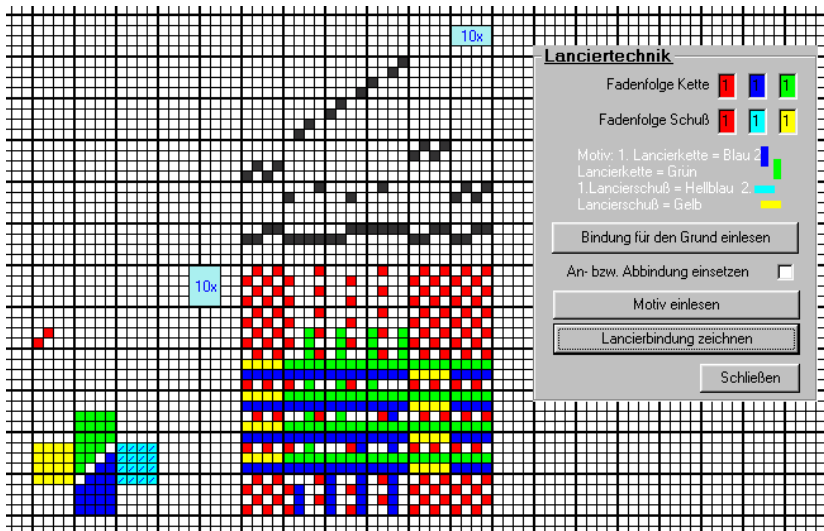 10x
Lanciertechnik
Fadenfolge Kette 1 1 1
Fadenfolge Schuß 1 1 1
Motiv: 1. Lancierkette = Blau 2.
Lancierkette = Grün
1.Lancierschuß = Hellblau 2.
Lancierschuß = Gelb
Bindung für den Grund einlesen
An- bzw. Abbindung einsetzen
10x
Motiv einlesen
Lancierbindung zeichnen
Schließen